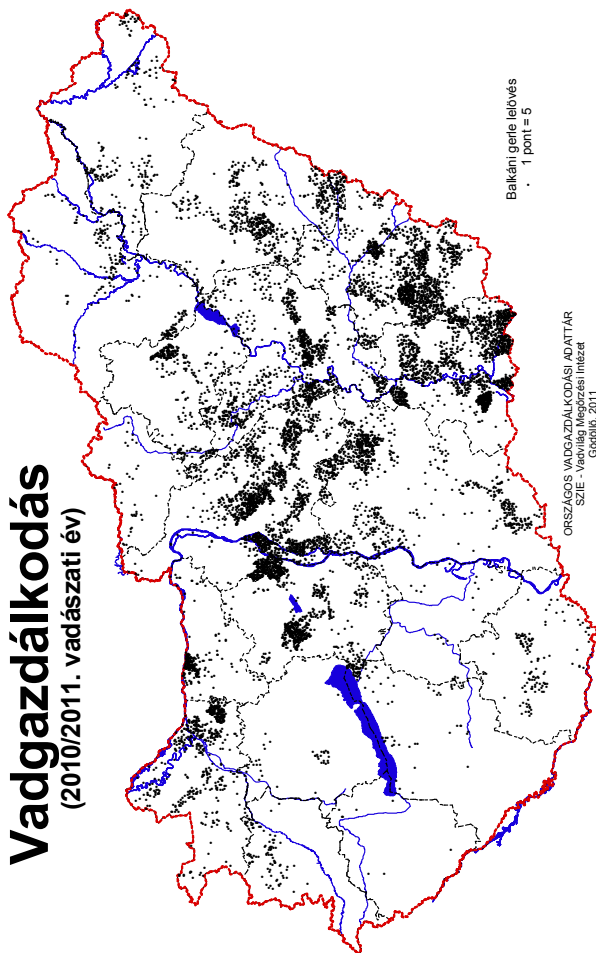 Vadgazdálkodás
(2010/2011. vadászati év)
Balkáni gerle lelövés
1 pont = 5
ORSZÁGOS VADGAZDÁLKODÁSI ADATTÁR
SZIE - Vadvilág Megőrzési Intézet
Gödöllő, 2011